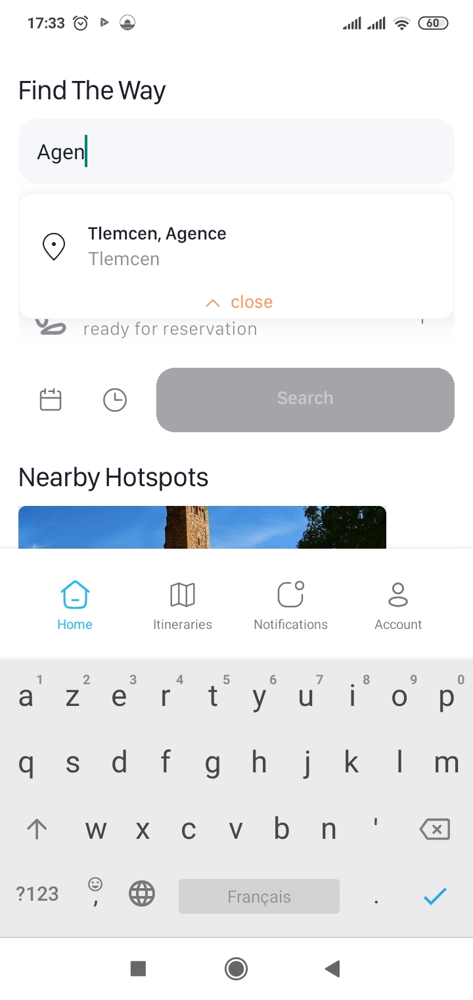 17:33
60
Find The Way
Agen
Tlemcen, Agence
Tlemcen
close
ready for reservation
Search
Nearby Hotspots
Home Itineraries Notifications Account
1 2 3 4 5 6 7 8 9 0
a z e r t y u i o p
q s d f g h j k l m
w x c v b n '
?123 , Français .